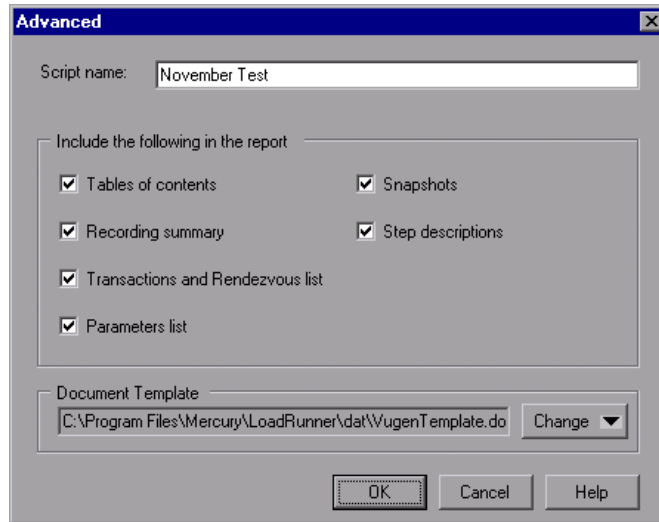 Advanced
Script name: November Test
Include the following in the report
Tables of contents Snapshots
Recording summary Step descriptions
Transactions and Rendezvous list
Parameters list
Document Template
C:\Program Files\Mercury\LoadRunner\dat\VugenTemplate.do Change
OK Cancel Help